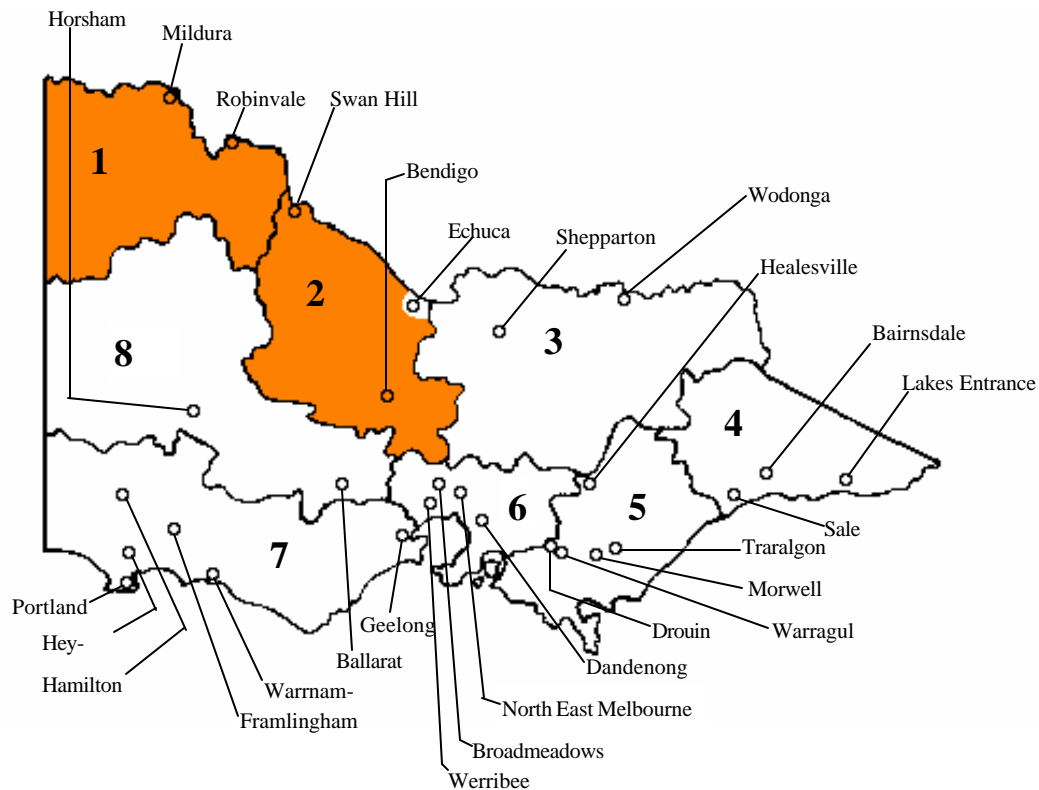 Horsham
Mildura
Robinvale
Swan Hill
1
Bendigo
Wodonga
Echuca
Shepparton
Healesville
2
3
8
Bairnsdale
Lakes Entrance
4
6
5
Sale
7
Traralgon
Morwell
Portland
Geelong
Drouin
Warragul
Hey-
Ballarat
Dandenong
Hamilton
Warrnam-
Framlingham
North East Melbourne
Broadmeadows
Werribee